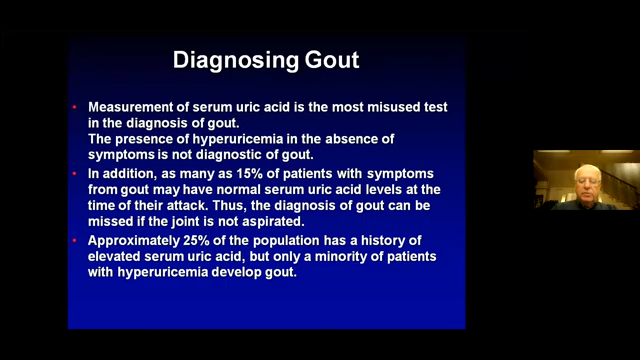 Diagnosing Gout
• Measurement of serum uric acid is the most misused test
in the diagnosis of gout.
The presence of hyperuricemia in the absence of
symptoms is not diagnostic of gout.
• In addition, as many as 15% of patients with symptoms
from gout may have normal serum uric acid levels at the
time of their attack. Thus, the diagnosis of gout can be
missed if the joint is not aspirated.
• Approximately 25% of the population has a history of
elevated serum uric acid, but only a minority of patients
with hyperuricemia develop gout.